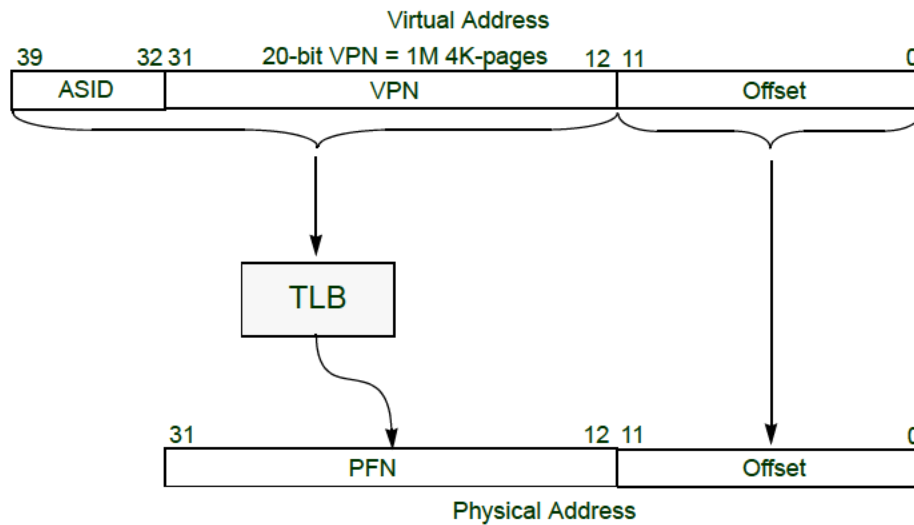 Virtual Address
39 32 31 20-bit VPN = 1M 4K-pages 12 11 0
ASID VPN Offset
TLB
31 12 11 0
PFN Offset
Physical Address